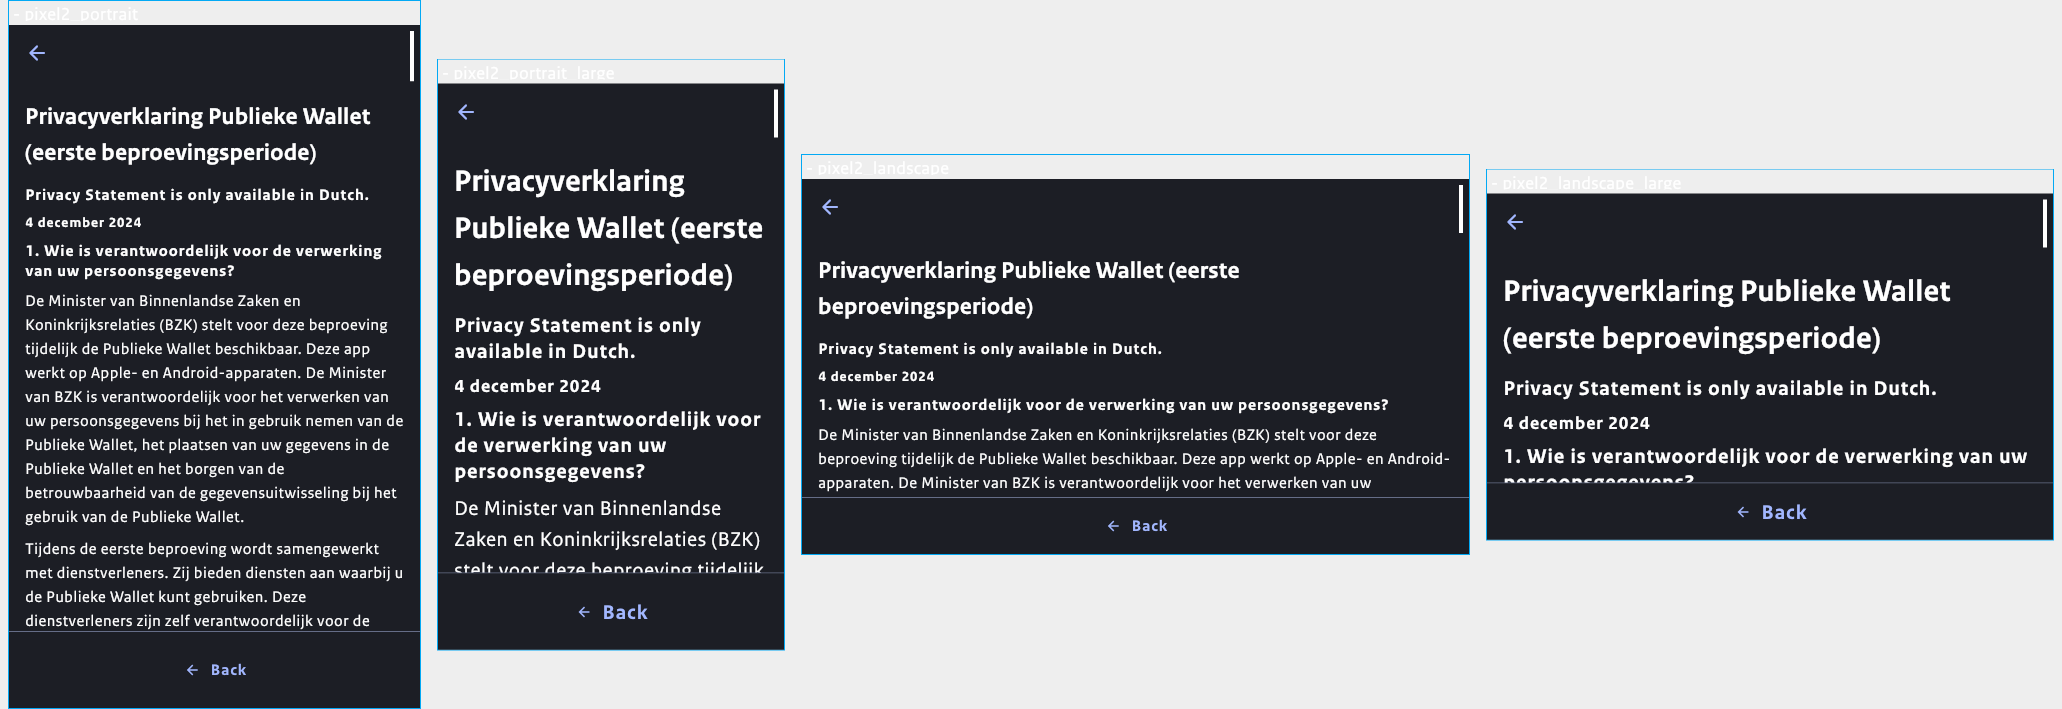 - pixel2_portrait
Privacyverklaring Publieke Wallet
(eerste beproevingsperiode)
Privacy Statement is only available in Dutch.
4 december 2024
1. Wie is verantwoordelijk voor de verwerking
van uw persoonsgegevens?
De Minister van Binnenlandse Zaken en
Koninkrijksrelaties (BZK) stelt voor deze beproeving
tijdelijk de Publieke Wallet beschikbaar. Deze app
werkt op Apple- en Android-apparaten. De Minister
van BZK is verantwoordelijk voor het verwerken van
uw persoonsgegevens bij het in gebruik nemen van de
Publieke Wallet, het plaatsen van uw gegevens in de
Publieke Wallet en het borgen van de
betrouwbaarheid van de gegevensuitwisseling bij het
gebruik van de Publieke Wallet.
Tijdens de eerste beproeving wordt samengewerkt
met dienstverleners. Zij bieden diensten aan waarbij u
de Publieke Wallet kunt gebruiken. Deze
dienstverleners zijn zelf verantwoordelijk voor de
Back
- pixel2_portrait_large
Privacyverklaring
Publieke Wallet (eerste
beproevingsperiode)
Privacy Statement is only
available in Dutch.
4 december 2024
1. Wie is verantwoordelijk voor
de verwerking van uw
persoonsgegevens?
De Minister van Binnenlandse
Zaken en Koninkrijksrelaties (BZK)
stelt voor deze beproeving tijdelijk
Back
- pixel2_landscape
Privacyverklaring Publieke Wallet (eerste
beproevingsperiode)
Privacy Statement is only available in Dutch.
4 december 2024
1. Wie is verantwoordelijk voor de verwerking van uw persoonsgegevens?
De Minister van Binnenlandse Zaken en Koninkrijksrelaties (BZK) stelt voor deze
beproeving tijdelijk de Publieke Wallet beschikbaar. Deze app werkt op Apple- en Android-
apparaten. De Minister van BZK is verantwoordelijk voor het verwerken van uw
Back
- pixel2_landscape_large
Privacyverklaring Publieke Wallet
(eerste beproevingsperiode)
Privacy Statement is only available in Dutch.
4 december 2024
1. Wie is verantwoordelijk voor de verwerking van uw
persoonsgegevens?
Back